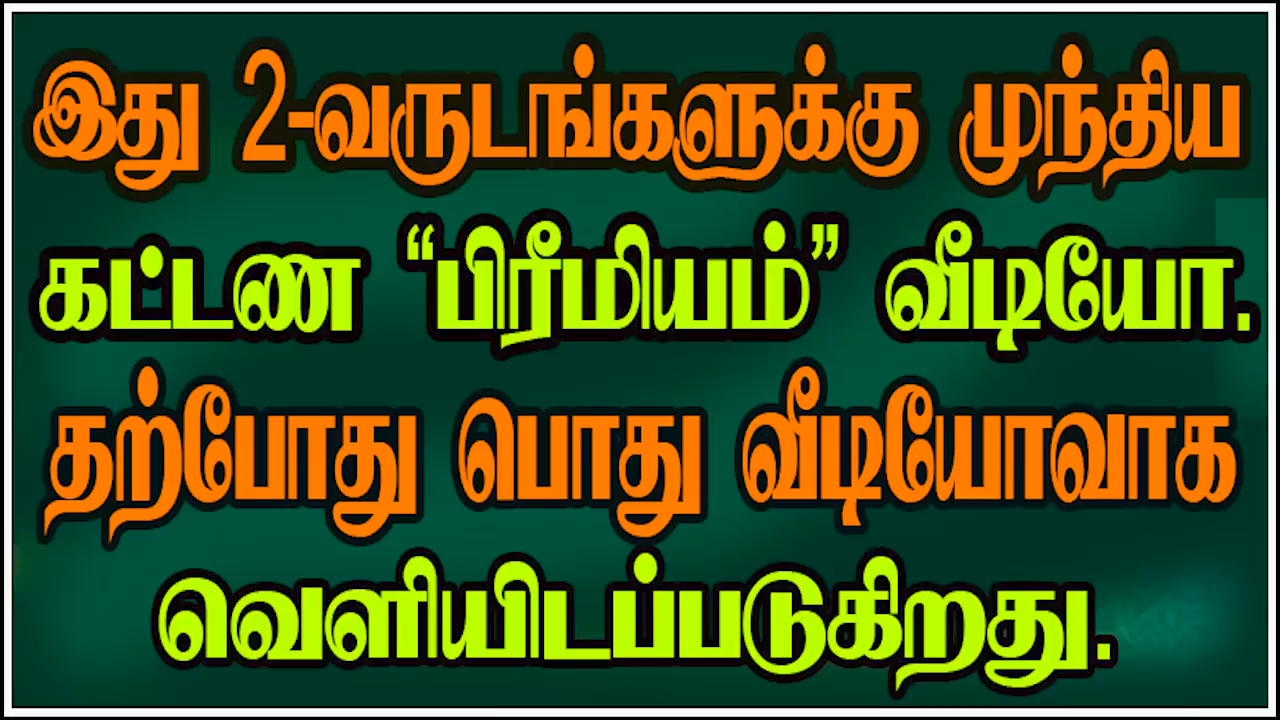 இது 2-வருடங்களுக்கு முந்திய
கட்டண “பிரீமியம்” வீடியோ.
தற்போது பொது வீடியோவாக
வெளியிடப்படுகிறது.